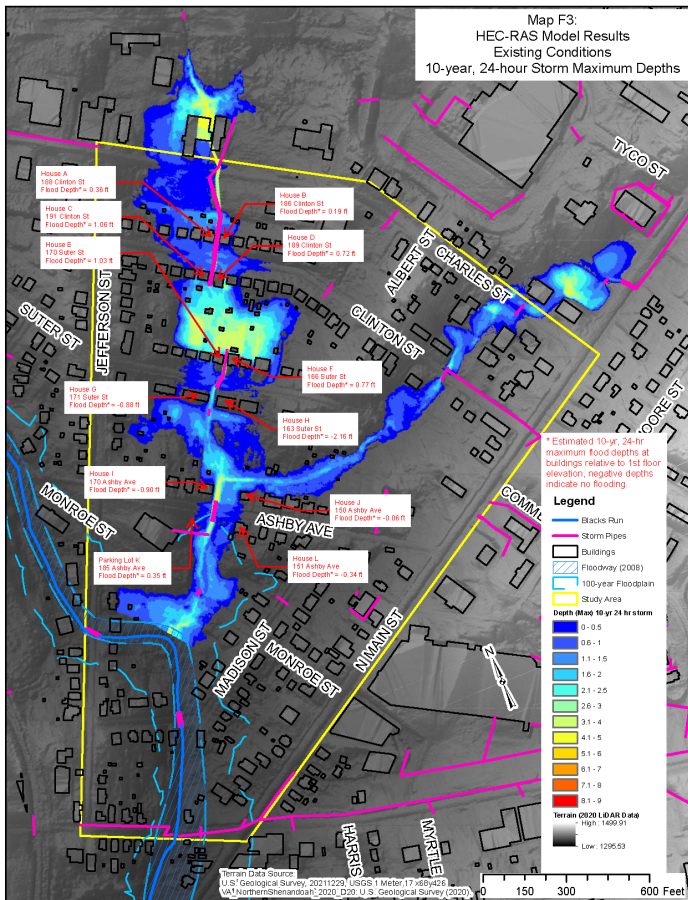 Map F3:
HEC-RAS Model Results
Existing Conditions
10-year, 24-hour Storm Maximum Depths
TYCO ST
House A
188 Clinton St
Flood Depth* = 0.36 ft
House B
186 Clinton St
Flood Depth* = 0.19 ft
House C
191 Clinton St
Flood Depth* = 1.06 ft
House D
189 Clinton St
Flood Depth* = 0.72 ft
House E
170 Suter St
Flood Depth* = 1.03 ft
ALBERT ST
CHARLES ST
JEFFERSON ST
SUTER ST
CLINTON ST
House F
166 Suter St
Flood Depth* = 0.77 ft
House G
171 Suter St
Flood Depth* = -0.88 ft
House H
163 Suter St
Flood Depth* = -2.16 ft
OORE ST
* Estimated 10-yr, 24-hr
maximum flood depths at
buildings relative to 1st floor
elevation, negative depths
indicate no flooding.
House I
170 Ashby Ave
Flood Depth* = -0.90 ft
House J
150 Ashby Ave
Flood Depth* = -0.06 ft
MONROE ST
ASHBY AVE
COMME
Parking Lot K
185 Ashby Ave
Flood Depth* = 0.35 ft
House L
151 Ashby Ave
Flood Depth* = -0.34 ft
MADISON ST
MONROE ST
N MAIN ST
N
Legend
Blacks Run
Storm Pipes
Buildings
Floodway (2008)
100-year Floodplain
Study Area
Depth (Max) 10-yr 24 hr storm
0 - 0.5
0.6 - 1
1.1 - 1.5
1.6 - 2
2.1 - 2.5
2.6 - 3
3.1 - 4
4.1 - 5
5.1 - 6
6.1 - 7
7.1 - 8
8.1 - 9
Terrain (2020 LiDAR Data)
High : 1499.91
Low : 1295.53
HARRIS
MYRTLE
Terrain Data Source:
U.S. Geological Survey, 20211229, USGS 1 Meter 17 x66y426
VA_NorthernShenandoah_2020_D20: U.S. Geological Survey (2020).
0 150 300 600 Feet